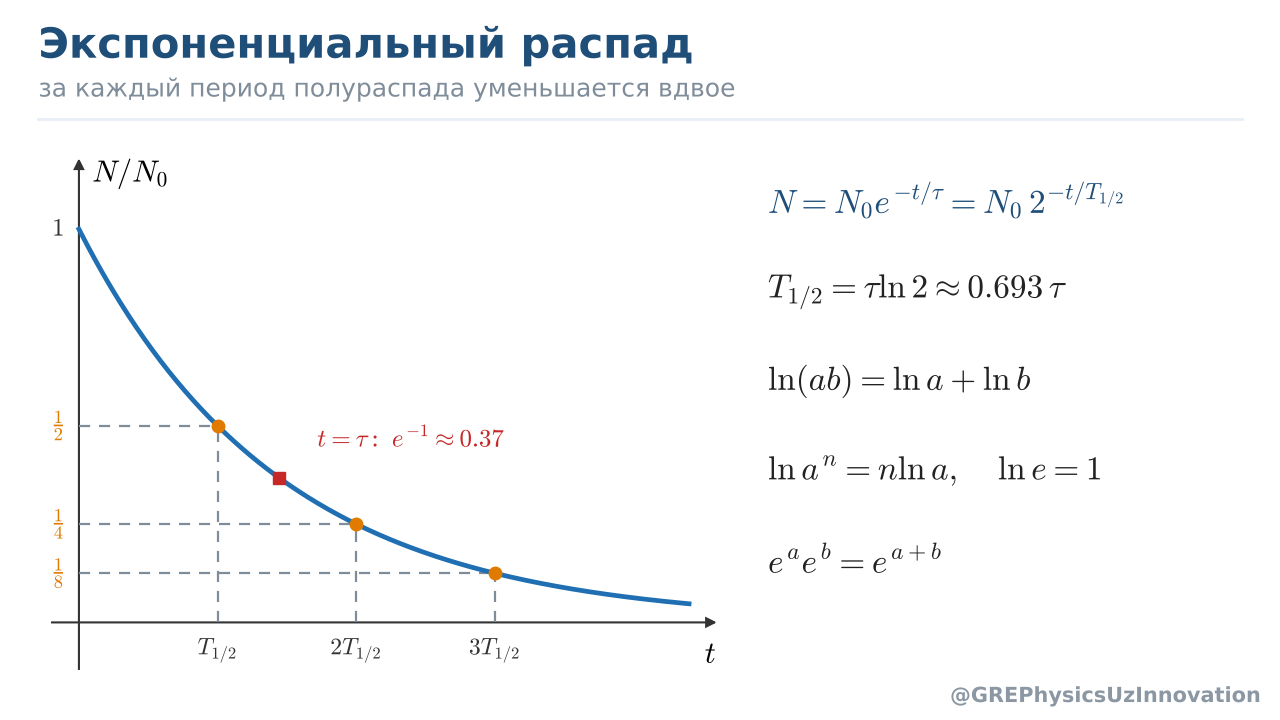 Экспоненциальный распад
за каждый период полураспада уменьшается вдвое
N/N₀
1
1/2
1/4
1/8
t = τ: e⁻¹ ≈ 0.37
T₁/₂
2T₁/₂
3T₁/₂
t
N = N₀e^{−t/τ} = N₀ 2^{−t/T₁/₂}
T₁/₂ = τ ln 2 ≈ 0.693 τ
ln(ab) = ln a + ln b
ln aⁿ = n ln a, ln e = 1
eᵃeᵇ = eᵃ⁺ᵇ
@GREPhysicsUzInnovation